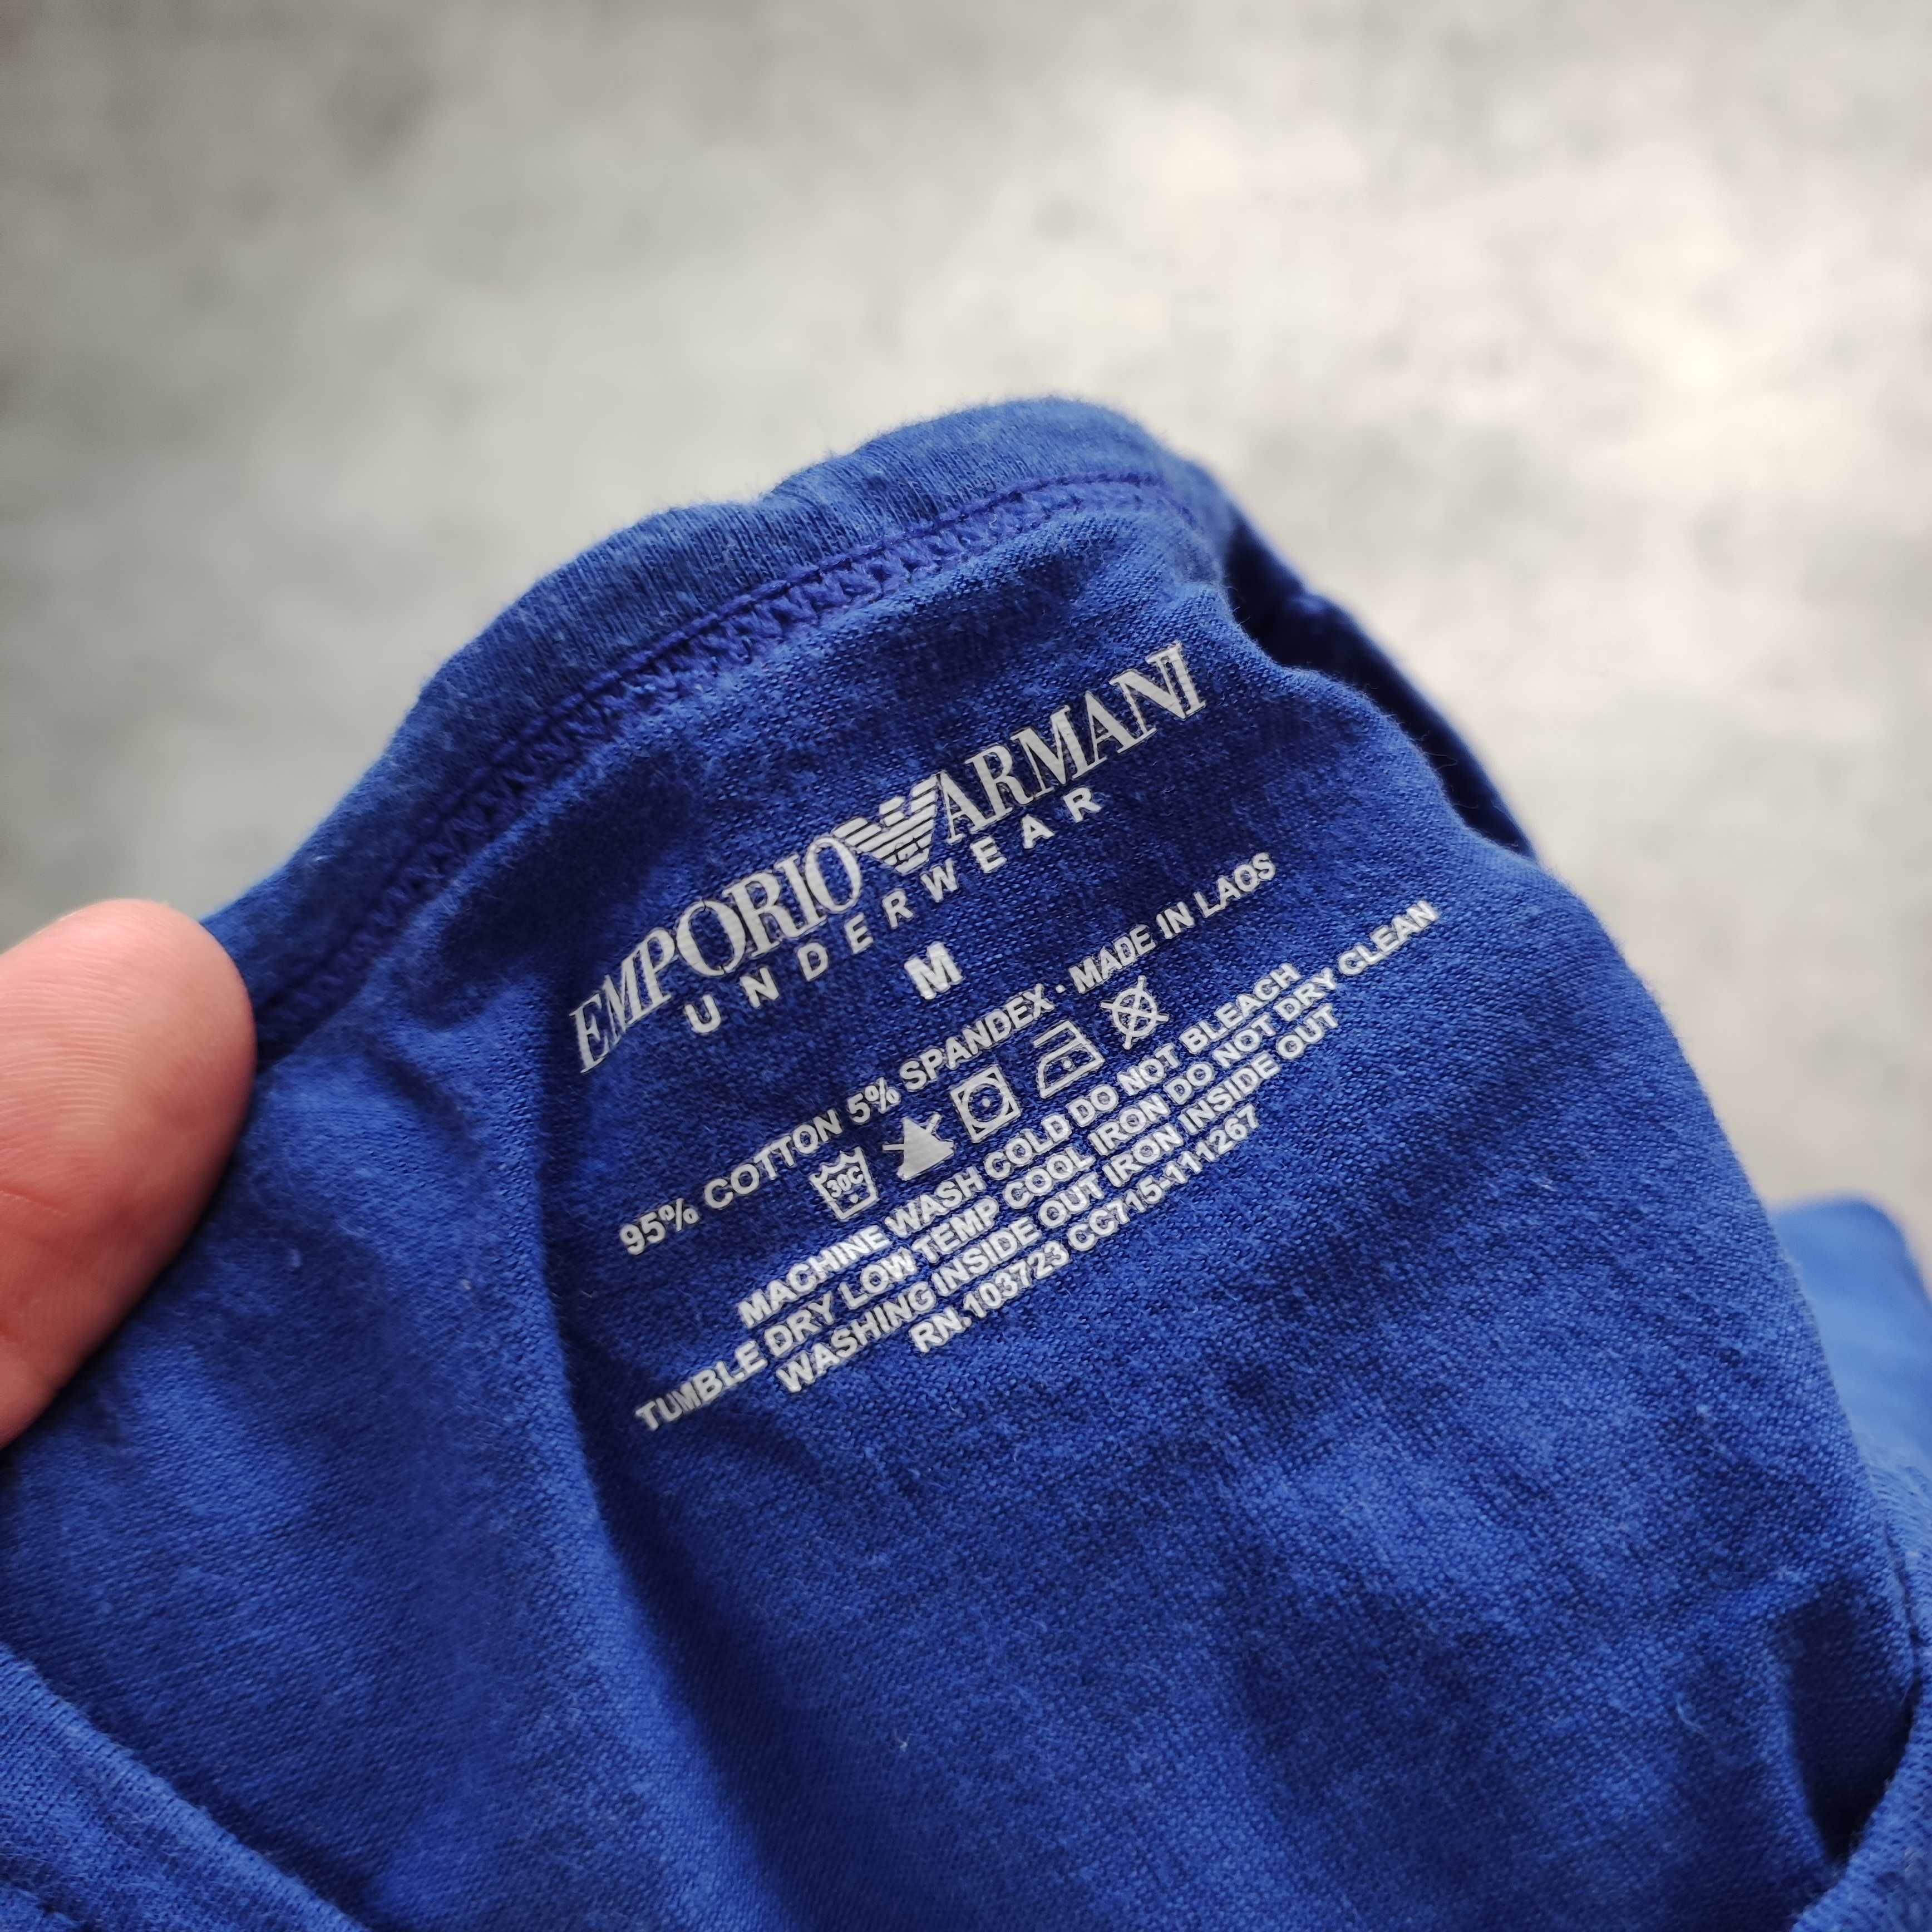 EMPORIO ARMANI
UNDERWEAR
M
95% COTTON 5% SPANDEX · MADE IN LAOS
30C
MACHINE WASH COLD DO NOT BLEACH
TUMBLE DRY LOW TEMP COOL IRON DO NOT DRY CLEAN
WASHING INSIDE OUT IRON INSIDE OUT
RN.103723 CC715-111267